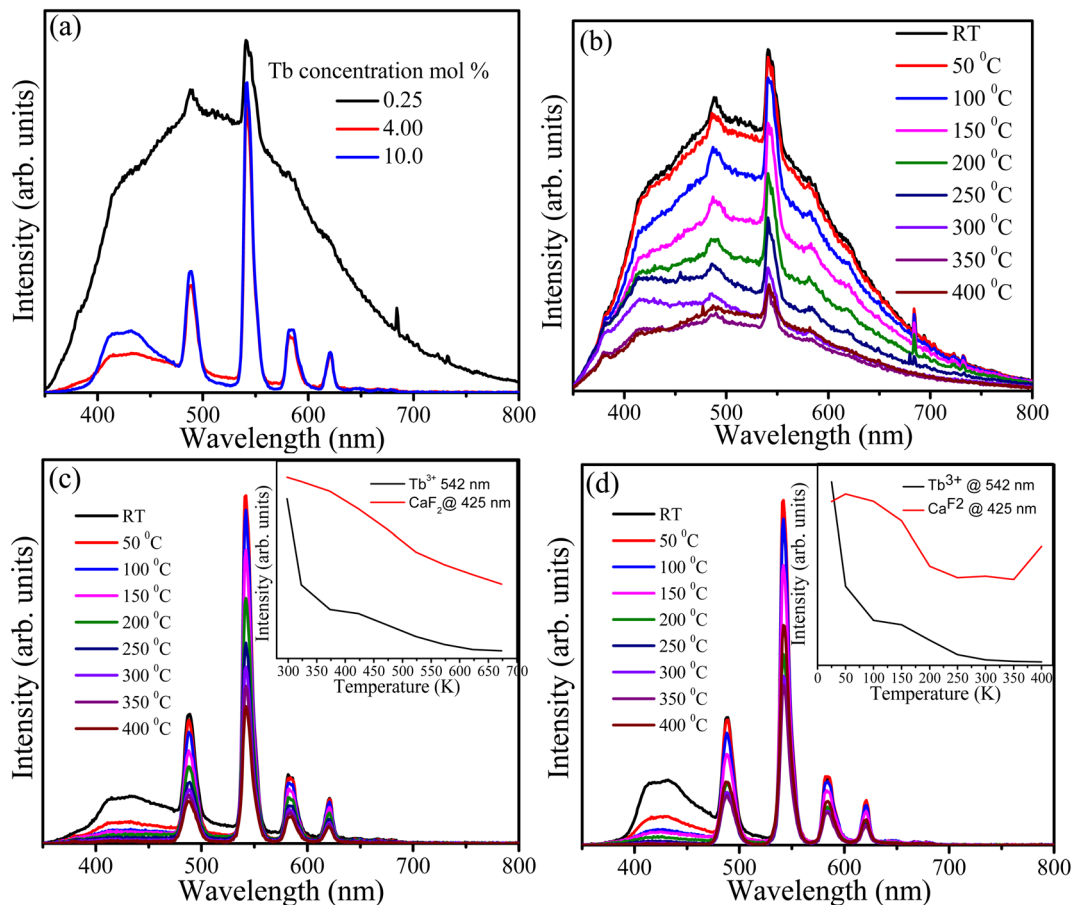 (a)
Tb concentration mol %
0.25
4.00
10.0
Intensity (arb. units)
400 500 600 700 800
Wavelength (nm)
(b)
RT
50 ⁰C
100 ⁰C
150 ⁰C
200 ⁰C
250 ⁰C
300 ⁰C
350 ⁰C
400 ⁰C
Intensity (arb. units)
400 500 600 700 800
Wavelength (nm)
(c)
RT
50 ⁰C
100 ⁰C
150 ⁰C
200 ⁰C
250 ⁰C
300 ⁰C
350 ⁰C
400 ⁰C
Intensity (arb. units)
400 500 600 700 800
Wavelength (nm)
Tb³⁺ 542 nm
CaF₂@ 425 nm
Intensity (arb. units)
300 350 400 450 500 550 600 650 700
Temperature (K)
(d)
RT
50 ⁰C
100 ⁰C
150 ⁰C
200 ⁰C
250 ⁰C
300 ⁰C
350 ⁰C
400 ⁰C
Intensity (arb. units)
400 500 600 700 800
Wavelength (nm)
Tb³⁺ @ 542 nm
CaF2 @ 425 nm
Intensity (arb. units)
0 50 100 150 200 250 300 350 400
Temperature (K)